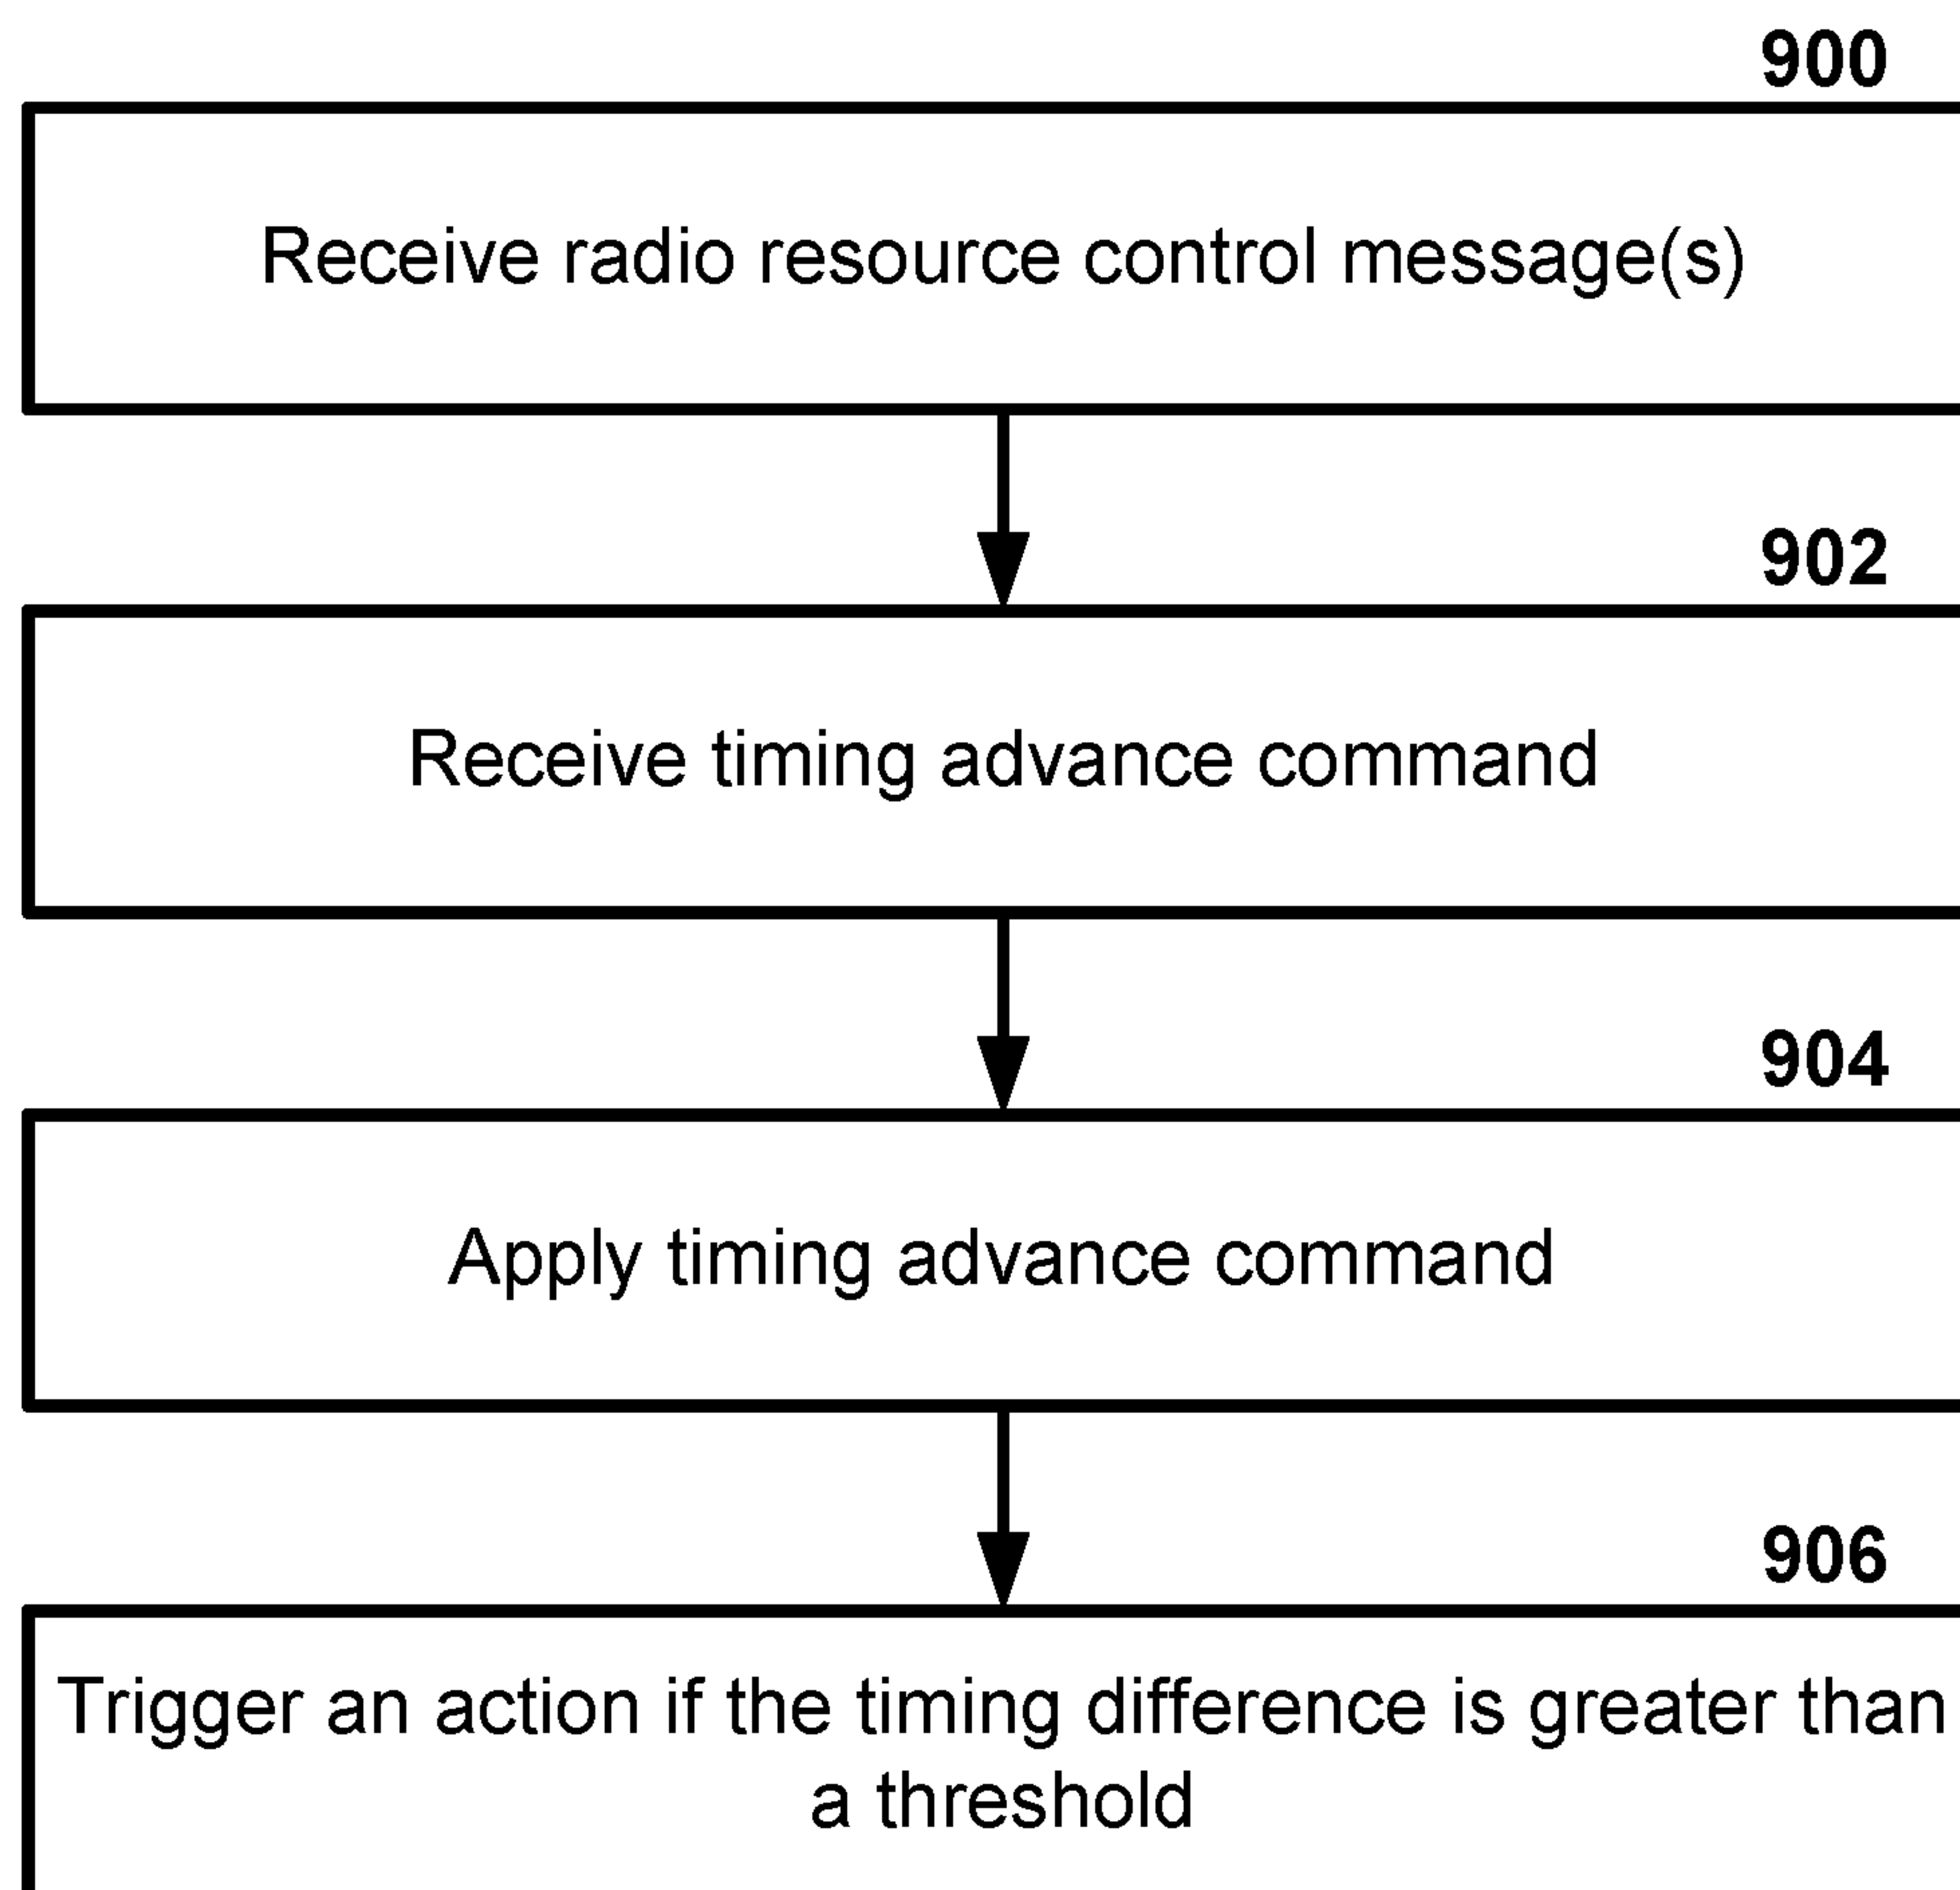 900
Receive radio resource control message(s)
902
Receive timing advance command
904
Apply timing advance command
906
Trigger an action if the timing difference is greater than
a threshold